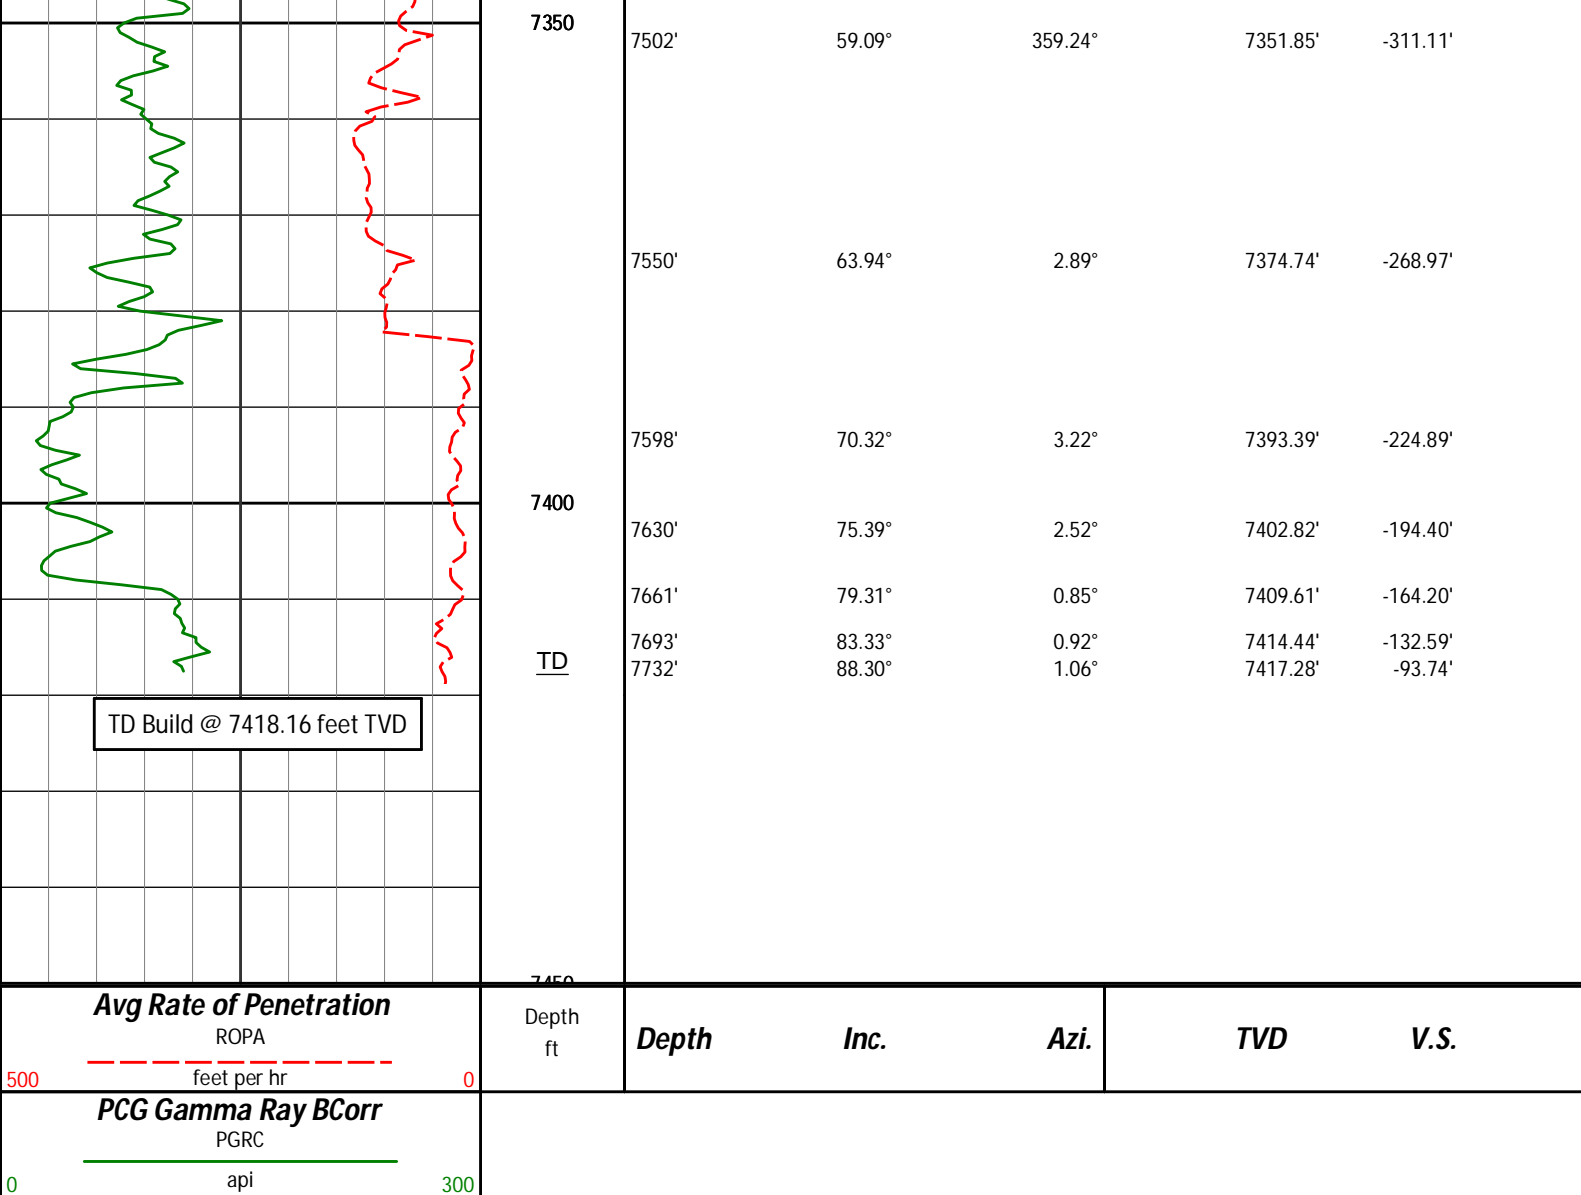 7350
7502' 59.09° 359.24° 7351.85' -311.11'
7550' 63.94° 2.89° 7374.74' -268.97'
7598' 70.32° 3.22° 7393.39' -224.89'
7400
7630' 75.39° 2.52° 7402.82' -194.40'
7661' 79.31° 0.85° 7409.61' -164.20'
7693' 83.33° 0.92° 7414.44' -132.59'
TD
7732' 88.30° 1.06° 7417.28' -93.74'
TD Build @ 7418.16 feet TVD
7450
Avg Rate of Penetration
ROPA
500 feet per hr 0
Depth
ft
Depth Inc. Azi. TVD V.S.
PCG Gamma Ray BCorr
PGRC
0 api 300